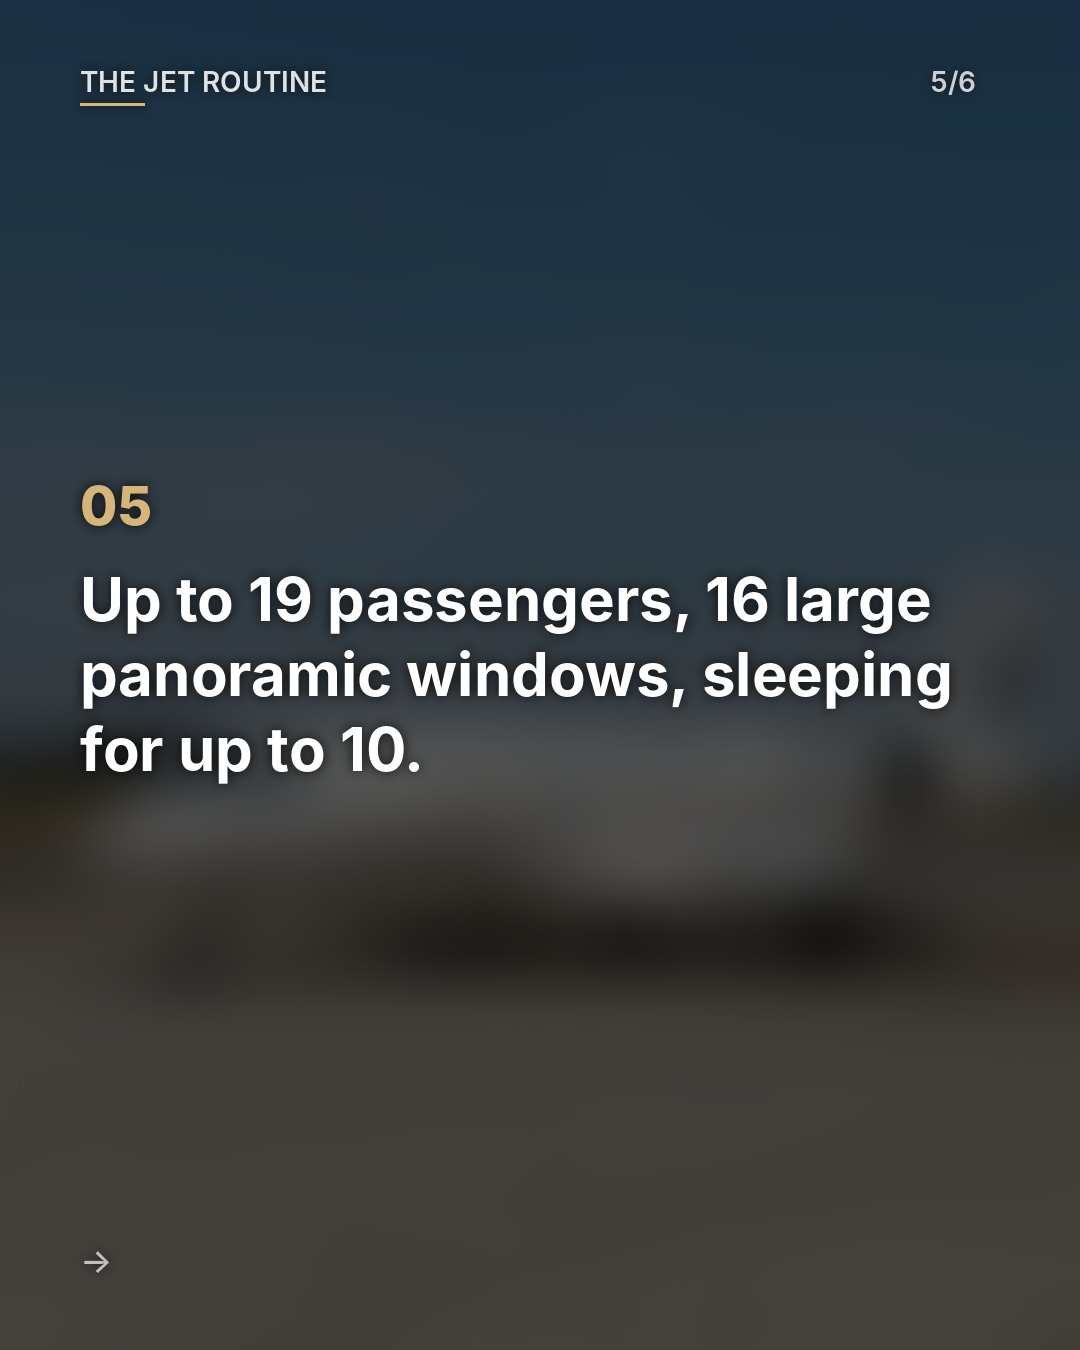 THE JET ROUTINE
5/6
05
Up to 19 passengers, 16 large
panoramic windows, sleeping
for up to 10.
→